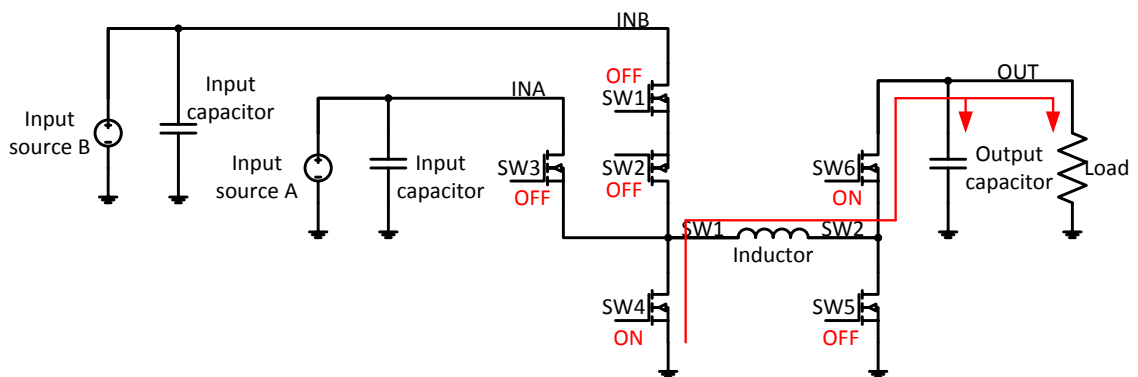 INB
Input
capacitor
OFF
SW1
OUT
INA
Input
source B
Input
source A
Input
capacitor
SW3
OFF
SW2
OFF
SW6
ON
Output
capacitor
Load
SW1
SW2
Inductor
SW4
ON
SW5
OFF